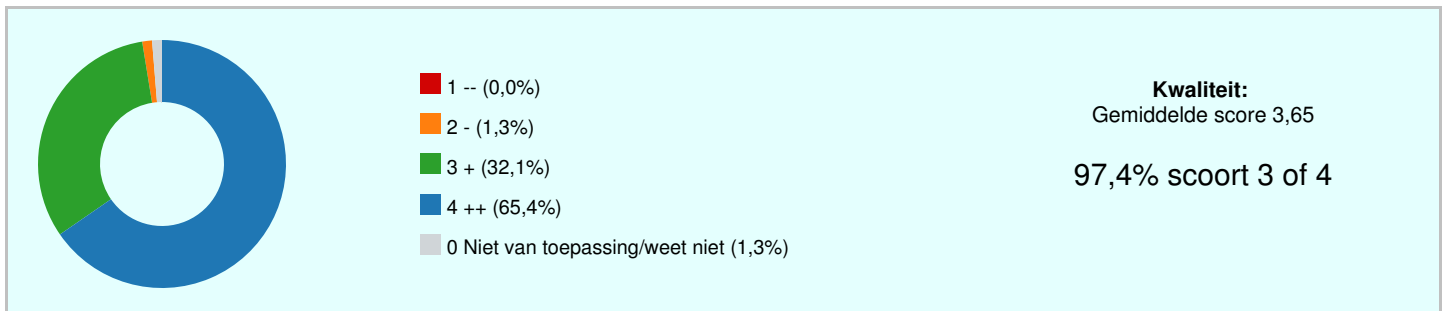 1 -- (0,0%)
2 - (1,3%)
3 + (32,1%)
4 ++ (65,4%)
0 Niet van toepassing/weet niet (1,3%)
Kwaliteit:
Gemiddelde score 3,65
97,4% scoort 3 of 4